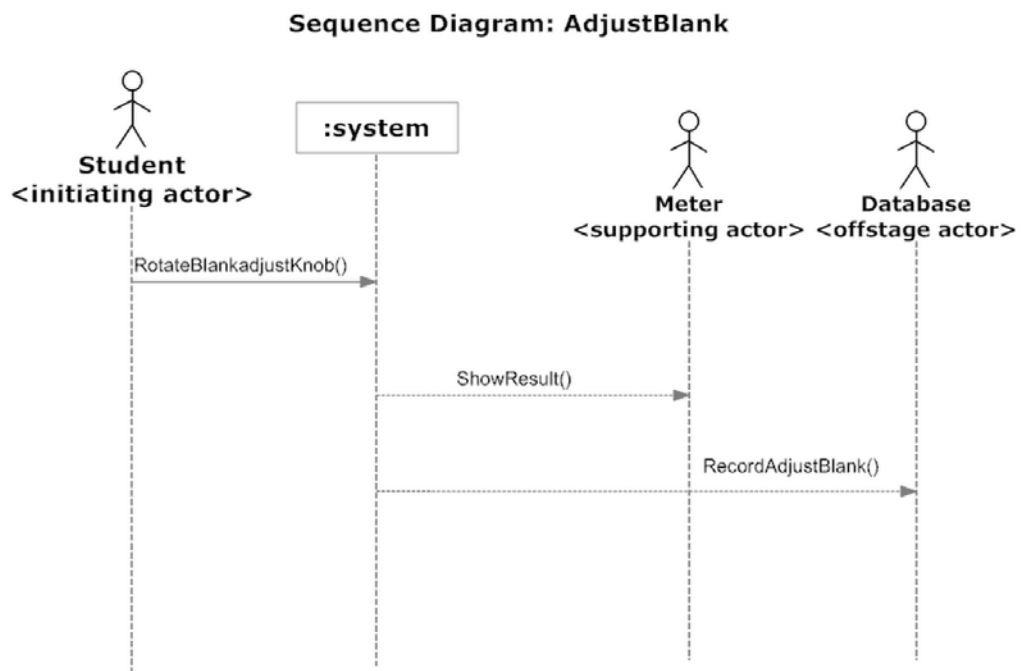 Sequence Diagram: AdjustBlank
:system
Student
<initiating actor>
Meter
<supporting actor>
Database
<offstage actor>
RotateBlankadjustKnob()
ShowResult()
RecordAdjustBlank()